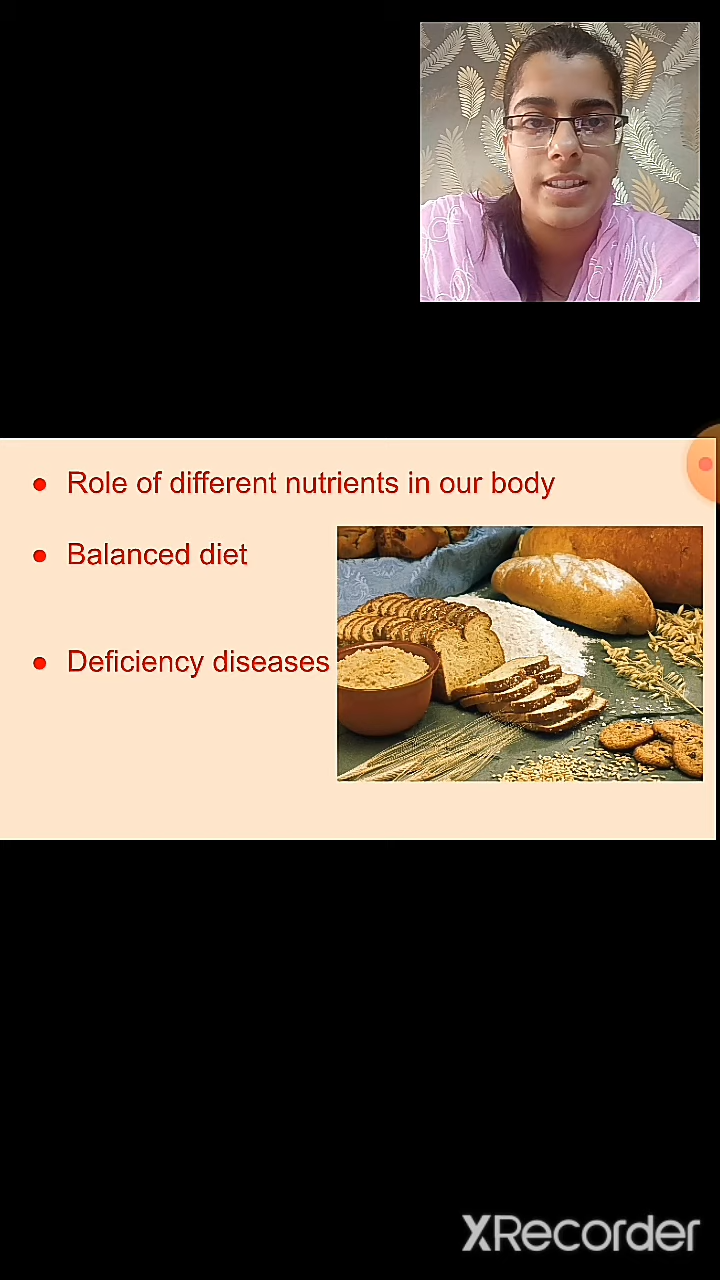 Role of different nutrients in our body
Balanced diet
Deficiency diseases
XRecorder